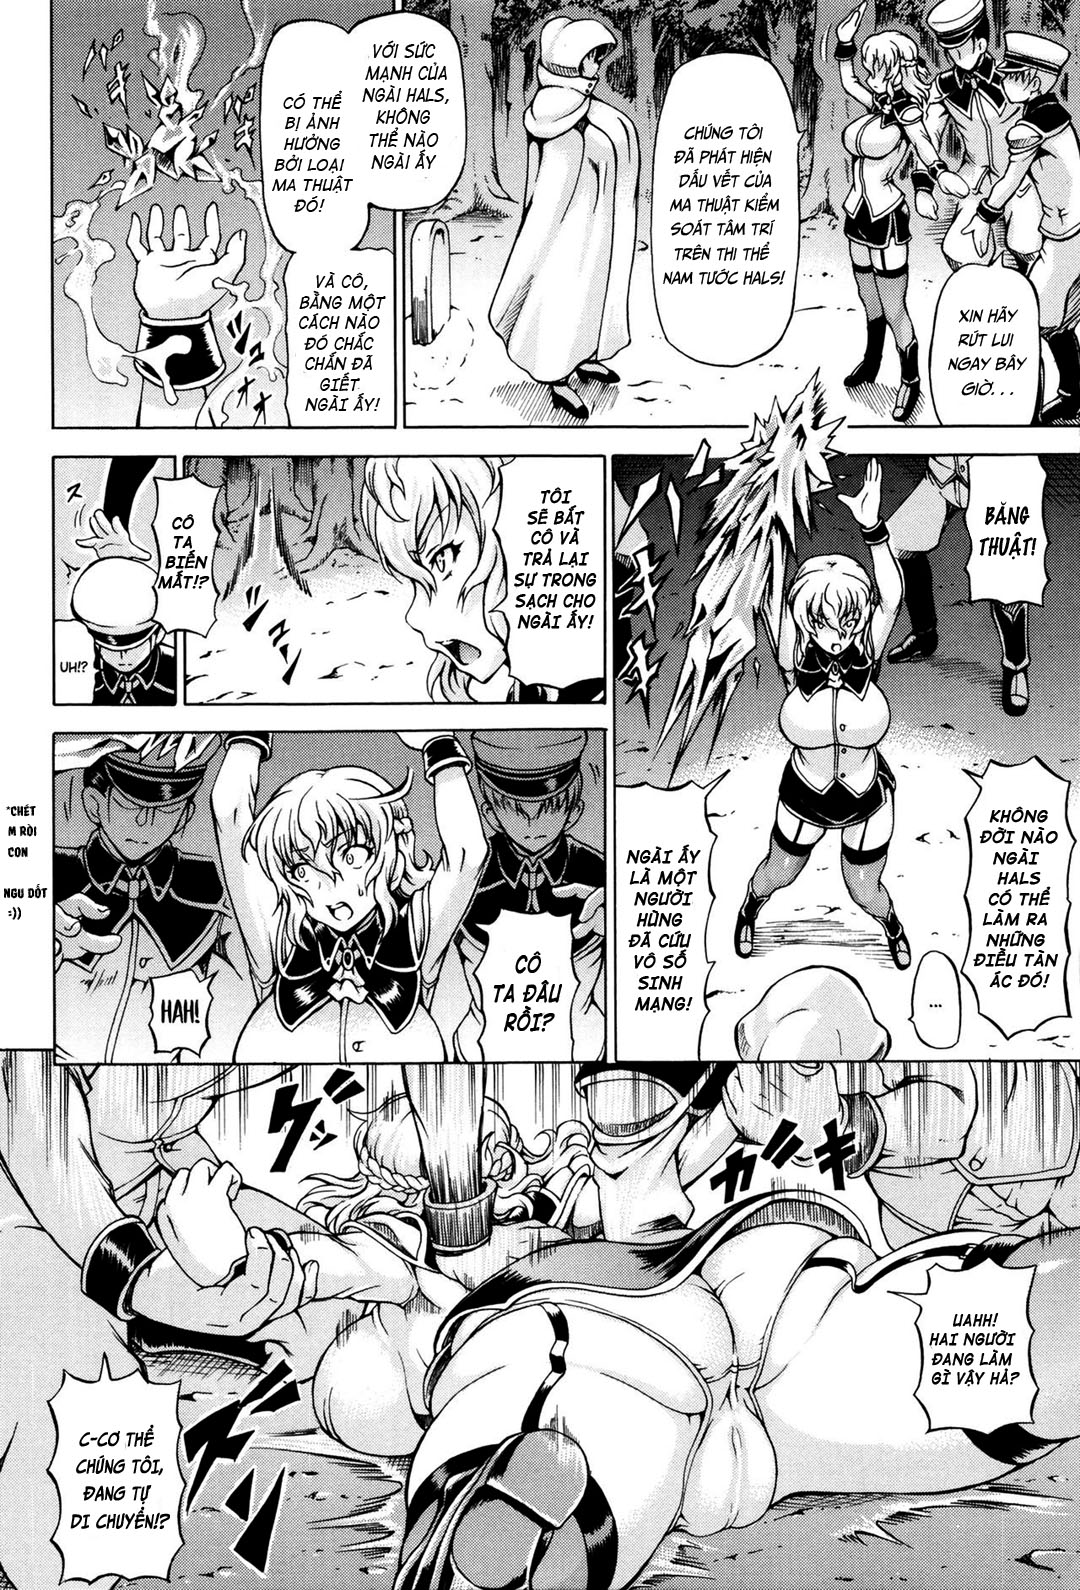 CHÚNG TÔI
ĐÃ PHÁT HIỆN
DẤU VẾT CỦA
MA THUẬT KIỂM
SOÁT TÂM TRÍ
TRÊN THI THỂ
NAM TƯỚC HALS!
XIN HÃY
RÚT LUI
NGAY BÂY
GIỜ...
VỚI SỨC
MẠNH CỦA
NGÀI HALS,
KHÔNG
THỂ NÀO
NGÀI ẤY
CÓ THỂ
BỊ ẢNH
HƯỞNG
BỞI LOẠI
MA THUẬT
ĐÓ!
VÀ CÔ,
BẰNG MỘT
CÁCH NÀO
ĐÓ CHẮC
CHẮN ĐÃ
GIẾT
NGÀI ẤY!
BĂNG
THUẬT!
KHÔNG
ĐỜI NÀO
NGÀI
HALS
CÓ THỂ
LÀM RA
NHỮNG
ĐIỀU TÀN
ÁC ĐÓ!
...
NGÀI ẤY
LÀ MỘT
NGƯỜI
HÙNG
ĐÃ CỨU
VÔ SỐ
SINH
MẠNG!
TÔI
SẼ BẮT
CÔ VÀ
TRẢ LẠI
SỰ TRONG
SẠCH CHO
NGÀI ẤY!
CÔ
TA BIẾN
MẤT!?
UH!?
CÔ
TA ĐÂU
RỒI?
HAH!
*CHẾT
M RỒI
CON
NGU DỐT
:))
ガッ
ガッキ
UAHH!
HAI NGƯỜI
ĐANG LÀM
GÌ VẬY HẢ?
C-CƠ THỂ
CHÚNG TÔI,
ĐANG TỰ
DI CHUYỂN!?